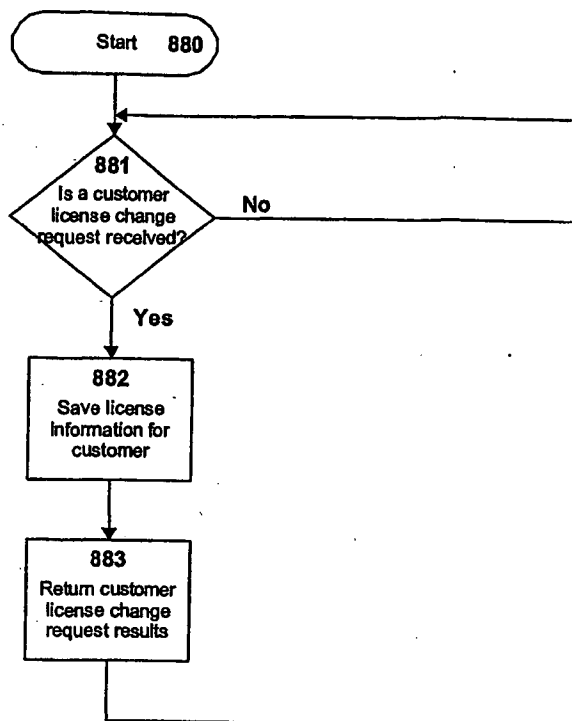 Start 880
881
Is a customer
license change
request received?
No
Yes
882
Save license
information for
customer
883
Return customer
license change
request results